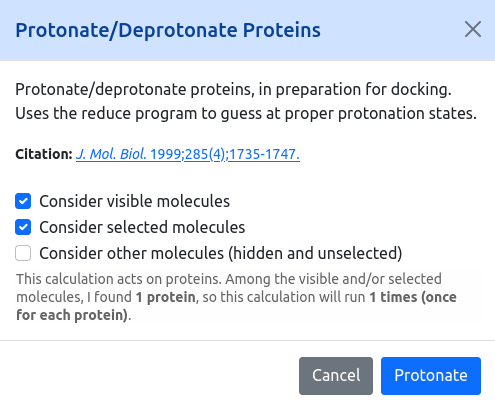 Protonate/Deprotonate Proteins
Protonate/deprotonate proteins, in preparation for docking.
Uses the reduce program to guess at proper protonation states.
Citation: J. Mol. Biol. 1999;285(4);1735-1747.
Consider visible molecules
Consider selected molecules
Consider other molecules (hidden and unselected)
This calculation acts on proteins. Among the visible and/or selected
molecules, I found 1 protein, so this calculation will run 1 times (once
for each protein).
Cancel
Protonate